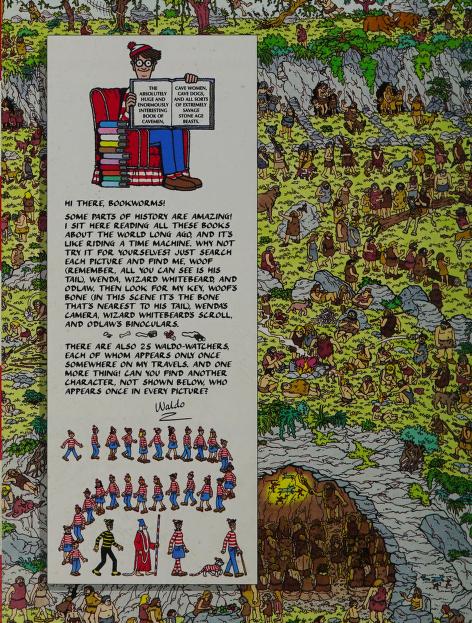 THE
ABSOLUTELY
HUGE AND
ENORMOUSLY
INTERESTING
BOOK OF
CAVEMEN,
CAVE WOMEN,
CAVE DOGS,
AND ALL SORTS
OF EXTREMELY
SAVAGE
STONE AGE
BEASTS.
HI THERE, BOOKWORMS!
SOME PARTS OF HISTORY ARE AMAZING!
I SIT HERE READING ALL THESE BOOKS
ABOUT THE WORLD LONG AGO, AND IT'S
LIKE RIDING A TIME MACHINE. WHY NOT
TRY IT FOR YOURSELVES? JUST SEARCH
EACH PICTURE AND FIND ME, WOOF
(REMEMBER, ALL YOU CAN SEE IS HIS
TAIL), WENDA, WIZARD WHITEBEARD, AND
ODLAW. THEN LOOK FOR MY KEY, WOOF'S
BONE (IN THIS SCENE IT'S THE BONE
THAT'S NEAREST TO HIS TAIL), WENDA'S
CAMERA, WIZARD WHITEBEARD'S SCROLL,
AND ODLAW'S BINOCULARS.
THERE ARE ALSO 25 WALDO-WATCHERS,
EACH OF WHOM APPEARS ONLY ONCE
SOMEWHERE ON MY TRAVELS. AND ONE
MORE THING! CAN YOU FIND ANOTHER
CHARACTER, NOT SHOWN BELOW, WHO
APPEARS ONCE IN EVERY PICTURE?
Waldo